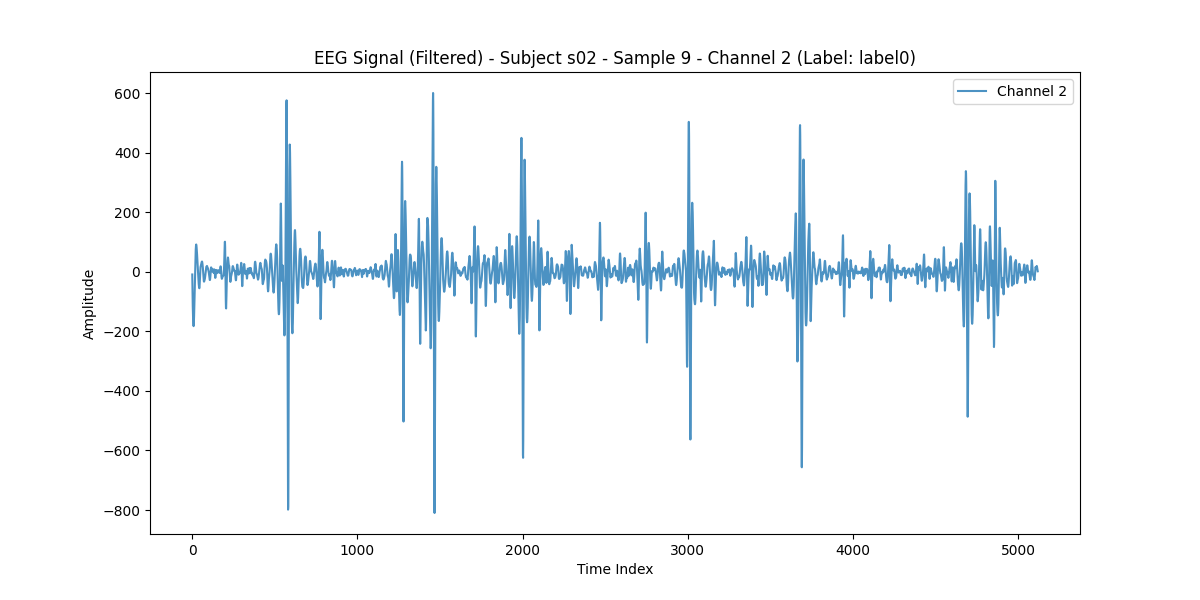 EEG Signal (Filtered) - Subject s02 - Sample 9 - Channel 2 (Label: label0)
Channel 2
600
400
200
0
−200
−400
−600
−800
Amplitude
0 1000 2000 3000 4000 5000
Time Index